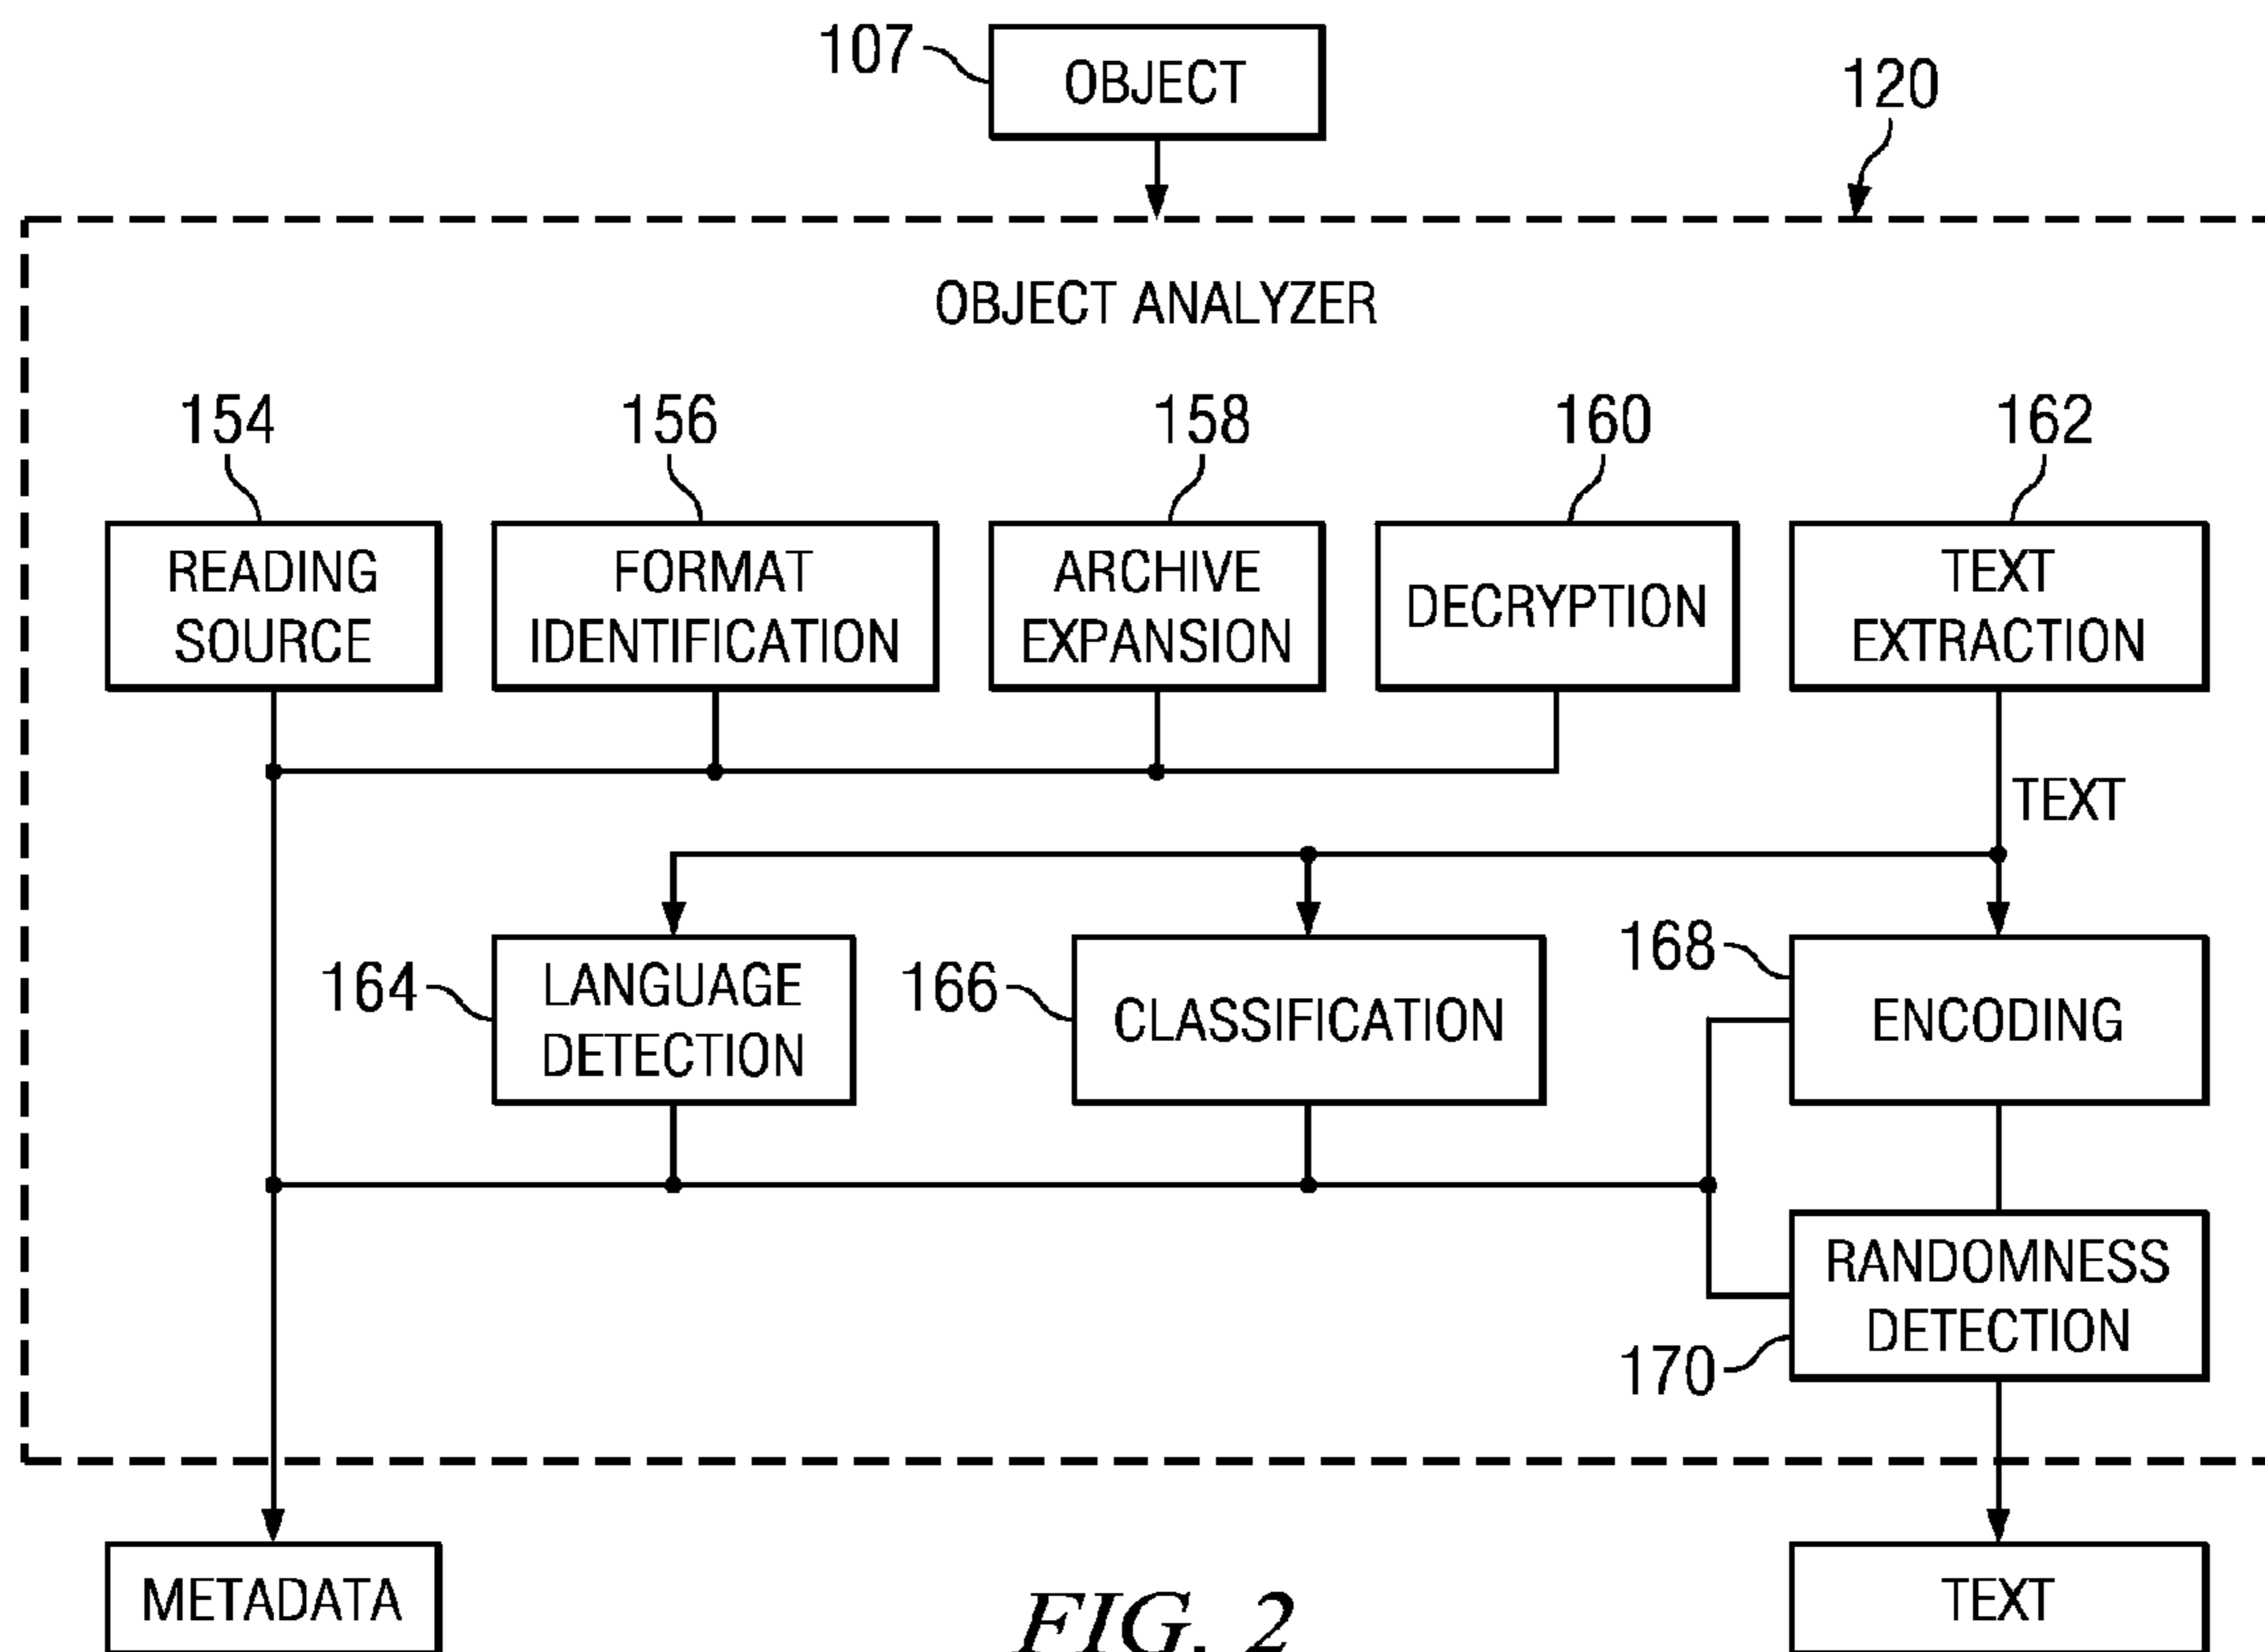 107
OBJECT
120
OBJECT ANALYZER
154
156
158
160
162
READING
SOURCE
FORMAT
IDENTIFICATION
ARCHIVE
EXPANSION
DECRYPTION
TEXT
EXTRACTION
TEXT
164
LANGUAGE
DETECTION
166
CLASSIFICATION
168
ENCODING
RANDOMNESS
DETECTION
170
METADATA
FIG. 2
TEXT